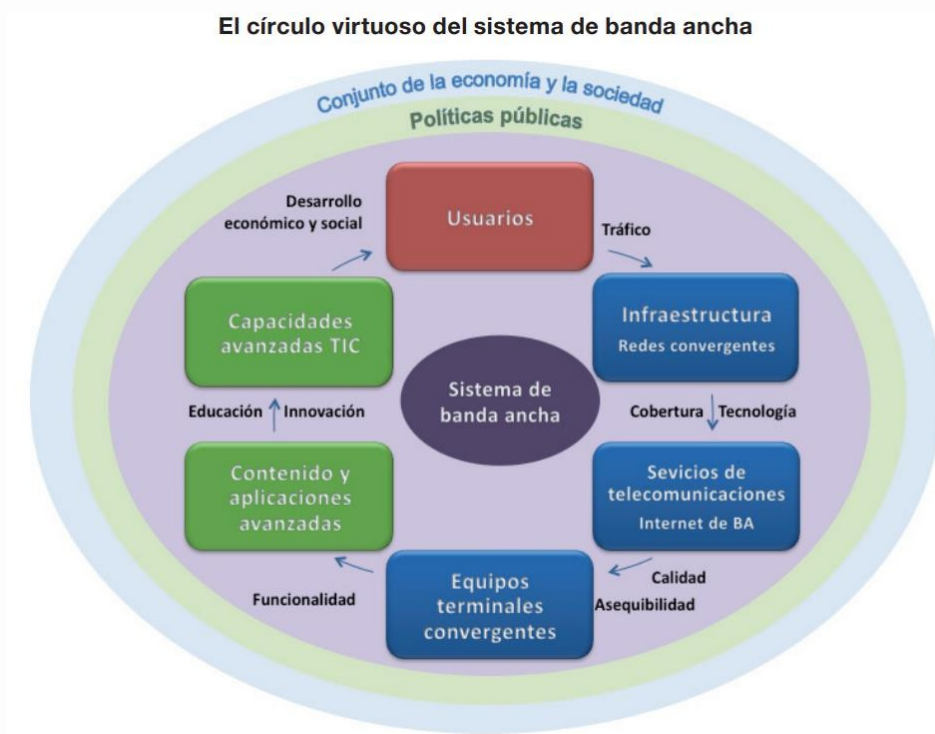 El círculo virtuoso del sistema de banda ancha
Conjunto de la economía y la sociedad
Políticas públicas
Usuarios
Tráfico
Infraestructura
Redes convergentes
Cobertura
Tecnología
Sevicios de
telecomunicaciones
Internet de BA
Calidad
Asequibilidad
Equipos
terminales
convergentes
Funcionalidad
Contenido y
aplicaciones
avanzadas
Educación
Innovación
Capacidades
avanzadas TIC
Desarrollo
económico y social
Sistema de
banda ancha